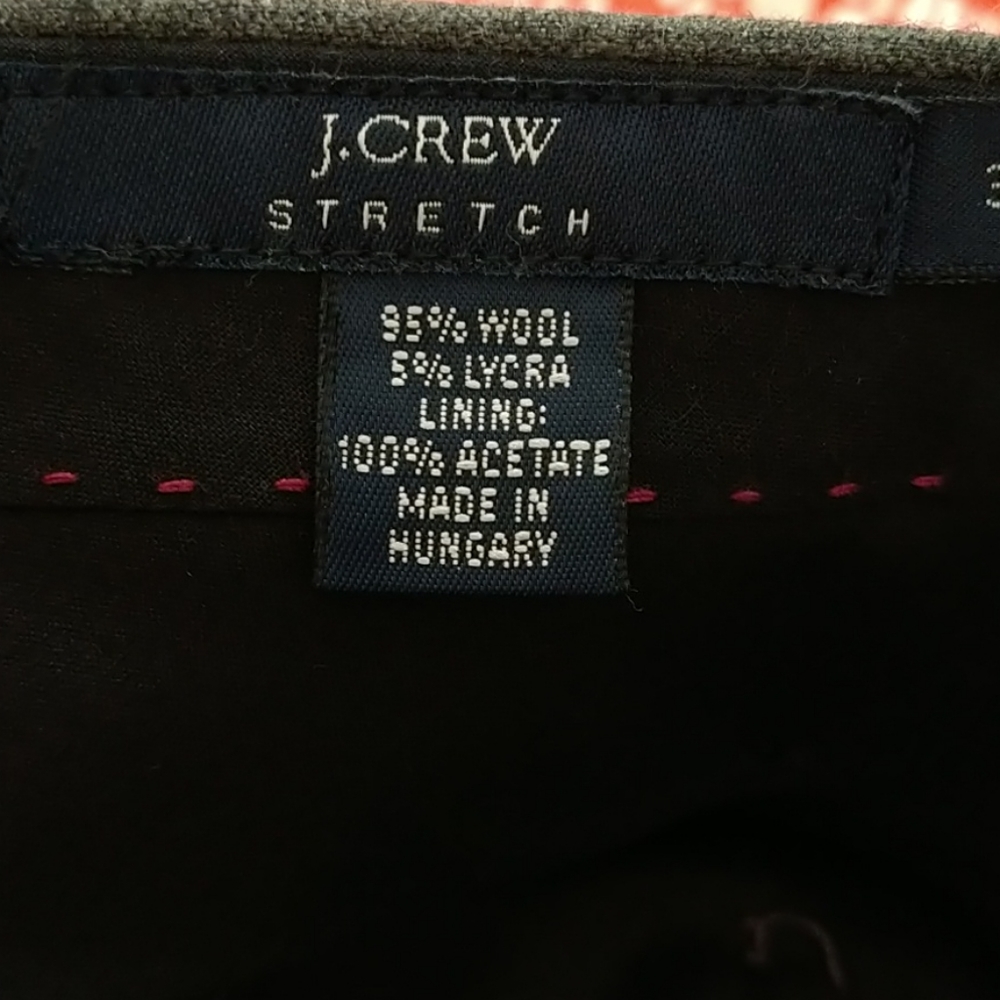 J.CREW
STRETCH
95% WOOL
5% LYCRA
LINING:
100% ACETATE
MADE IN
HUNGARY